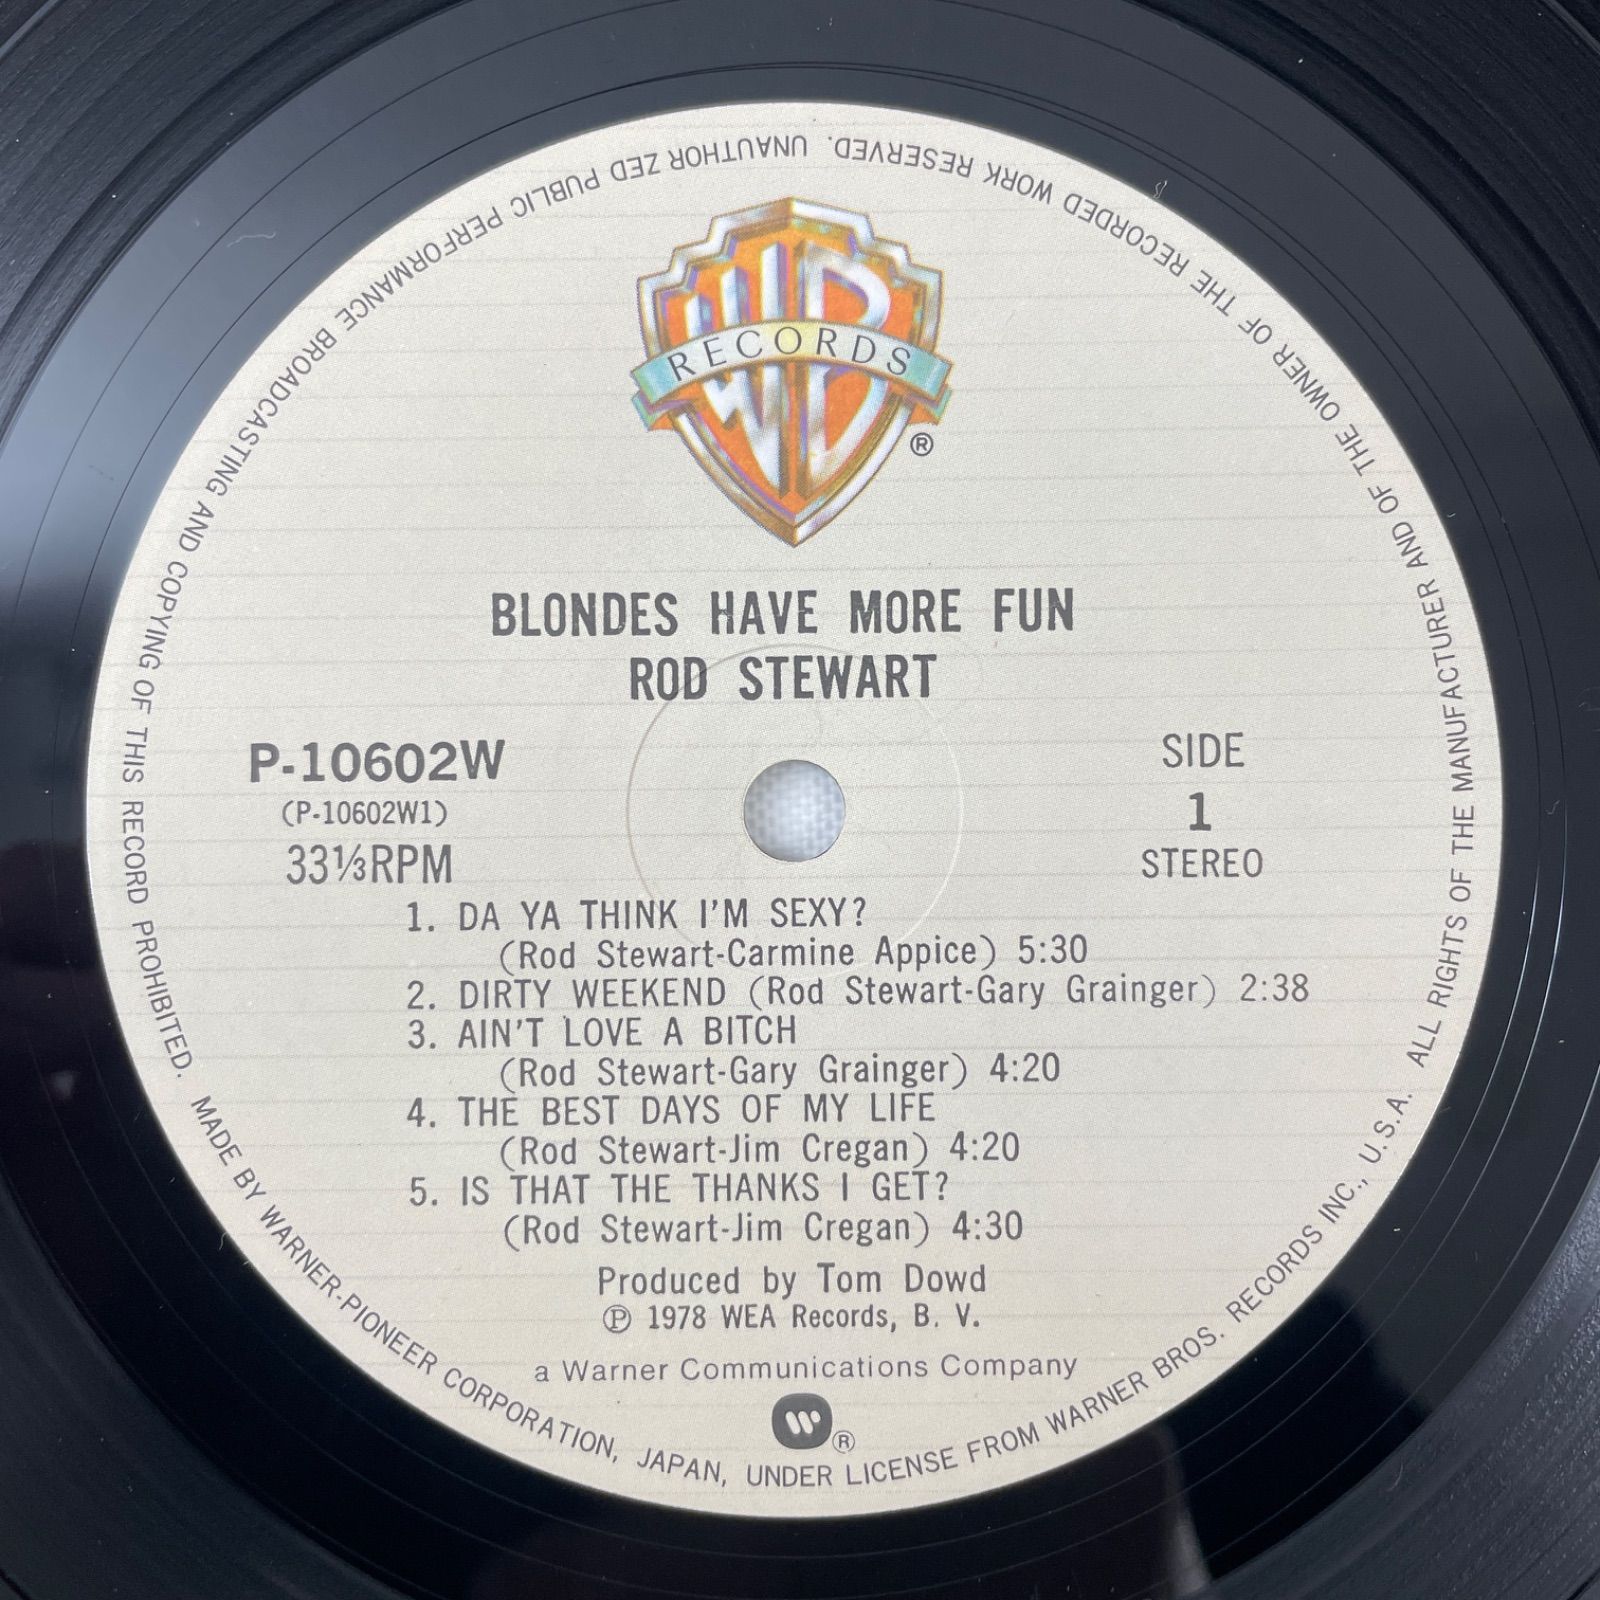 WB
RECORDS
®
BLONDES HAVE MORE FUN
ROD STEWART
P-10602W
(P-10602W1)
33⅓RPM
SIDE
1
STEREO
1. DA YA THINK I'M SEXY?
(Rod Stewart-Carmine Appice) 5:30
2. DIRTY WEEKEND (Rod Stewart-Gary Grainger) 2:38
3. AIN'T LOVE A BITCH
(Rod Stewart-Gary Grainger) 4:20
4. THE BEST DAYS OF MY LIFE
(Rod Stewart-Jim Cregan) 4:20
5. IS THAT THE THANKS I GET?
(Rod Stewart-Jim Cregan) 4:30
Produced by Tom Dowd
Ⓟ 1978 WEA Records, B. V.
a Warner Communications Company
®
MADE BY WARNER-PIONEER CORPORATION, JAPAN, UNDER LICENSE FROM WARNER BROS. RECORDS INC., U.S.A. ALL RIGHTS OF THE MANUFACTURER AND OF THE OWNER OF THE RECORDED WORK RESERVED. UNAUTHOR ZED PUBLIC PERFORMANCE BROADCASTING AND COPYING OF THIS RECORD PROHIBITED.